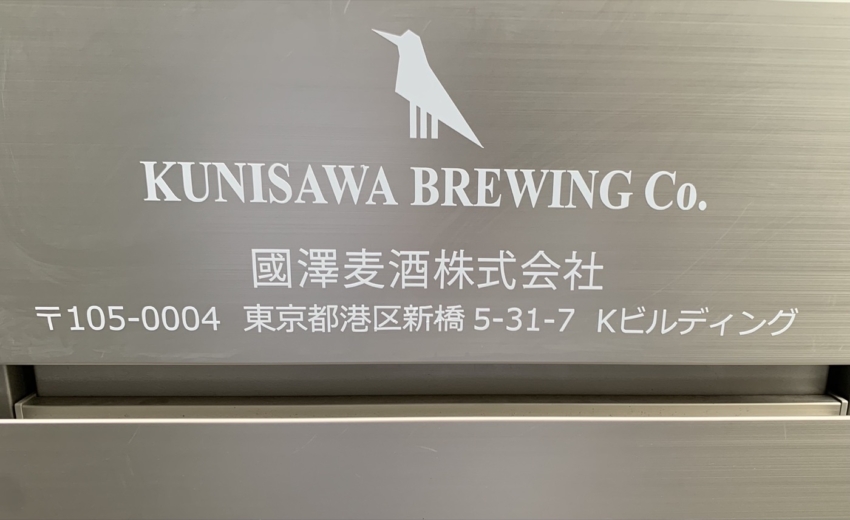 KUNISAWA BREWING Co.
國澤麦酒株式会社
〒105-0004 東京都港区新橋5-31-7 Kビルディング